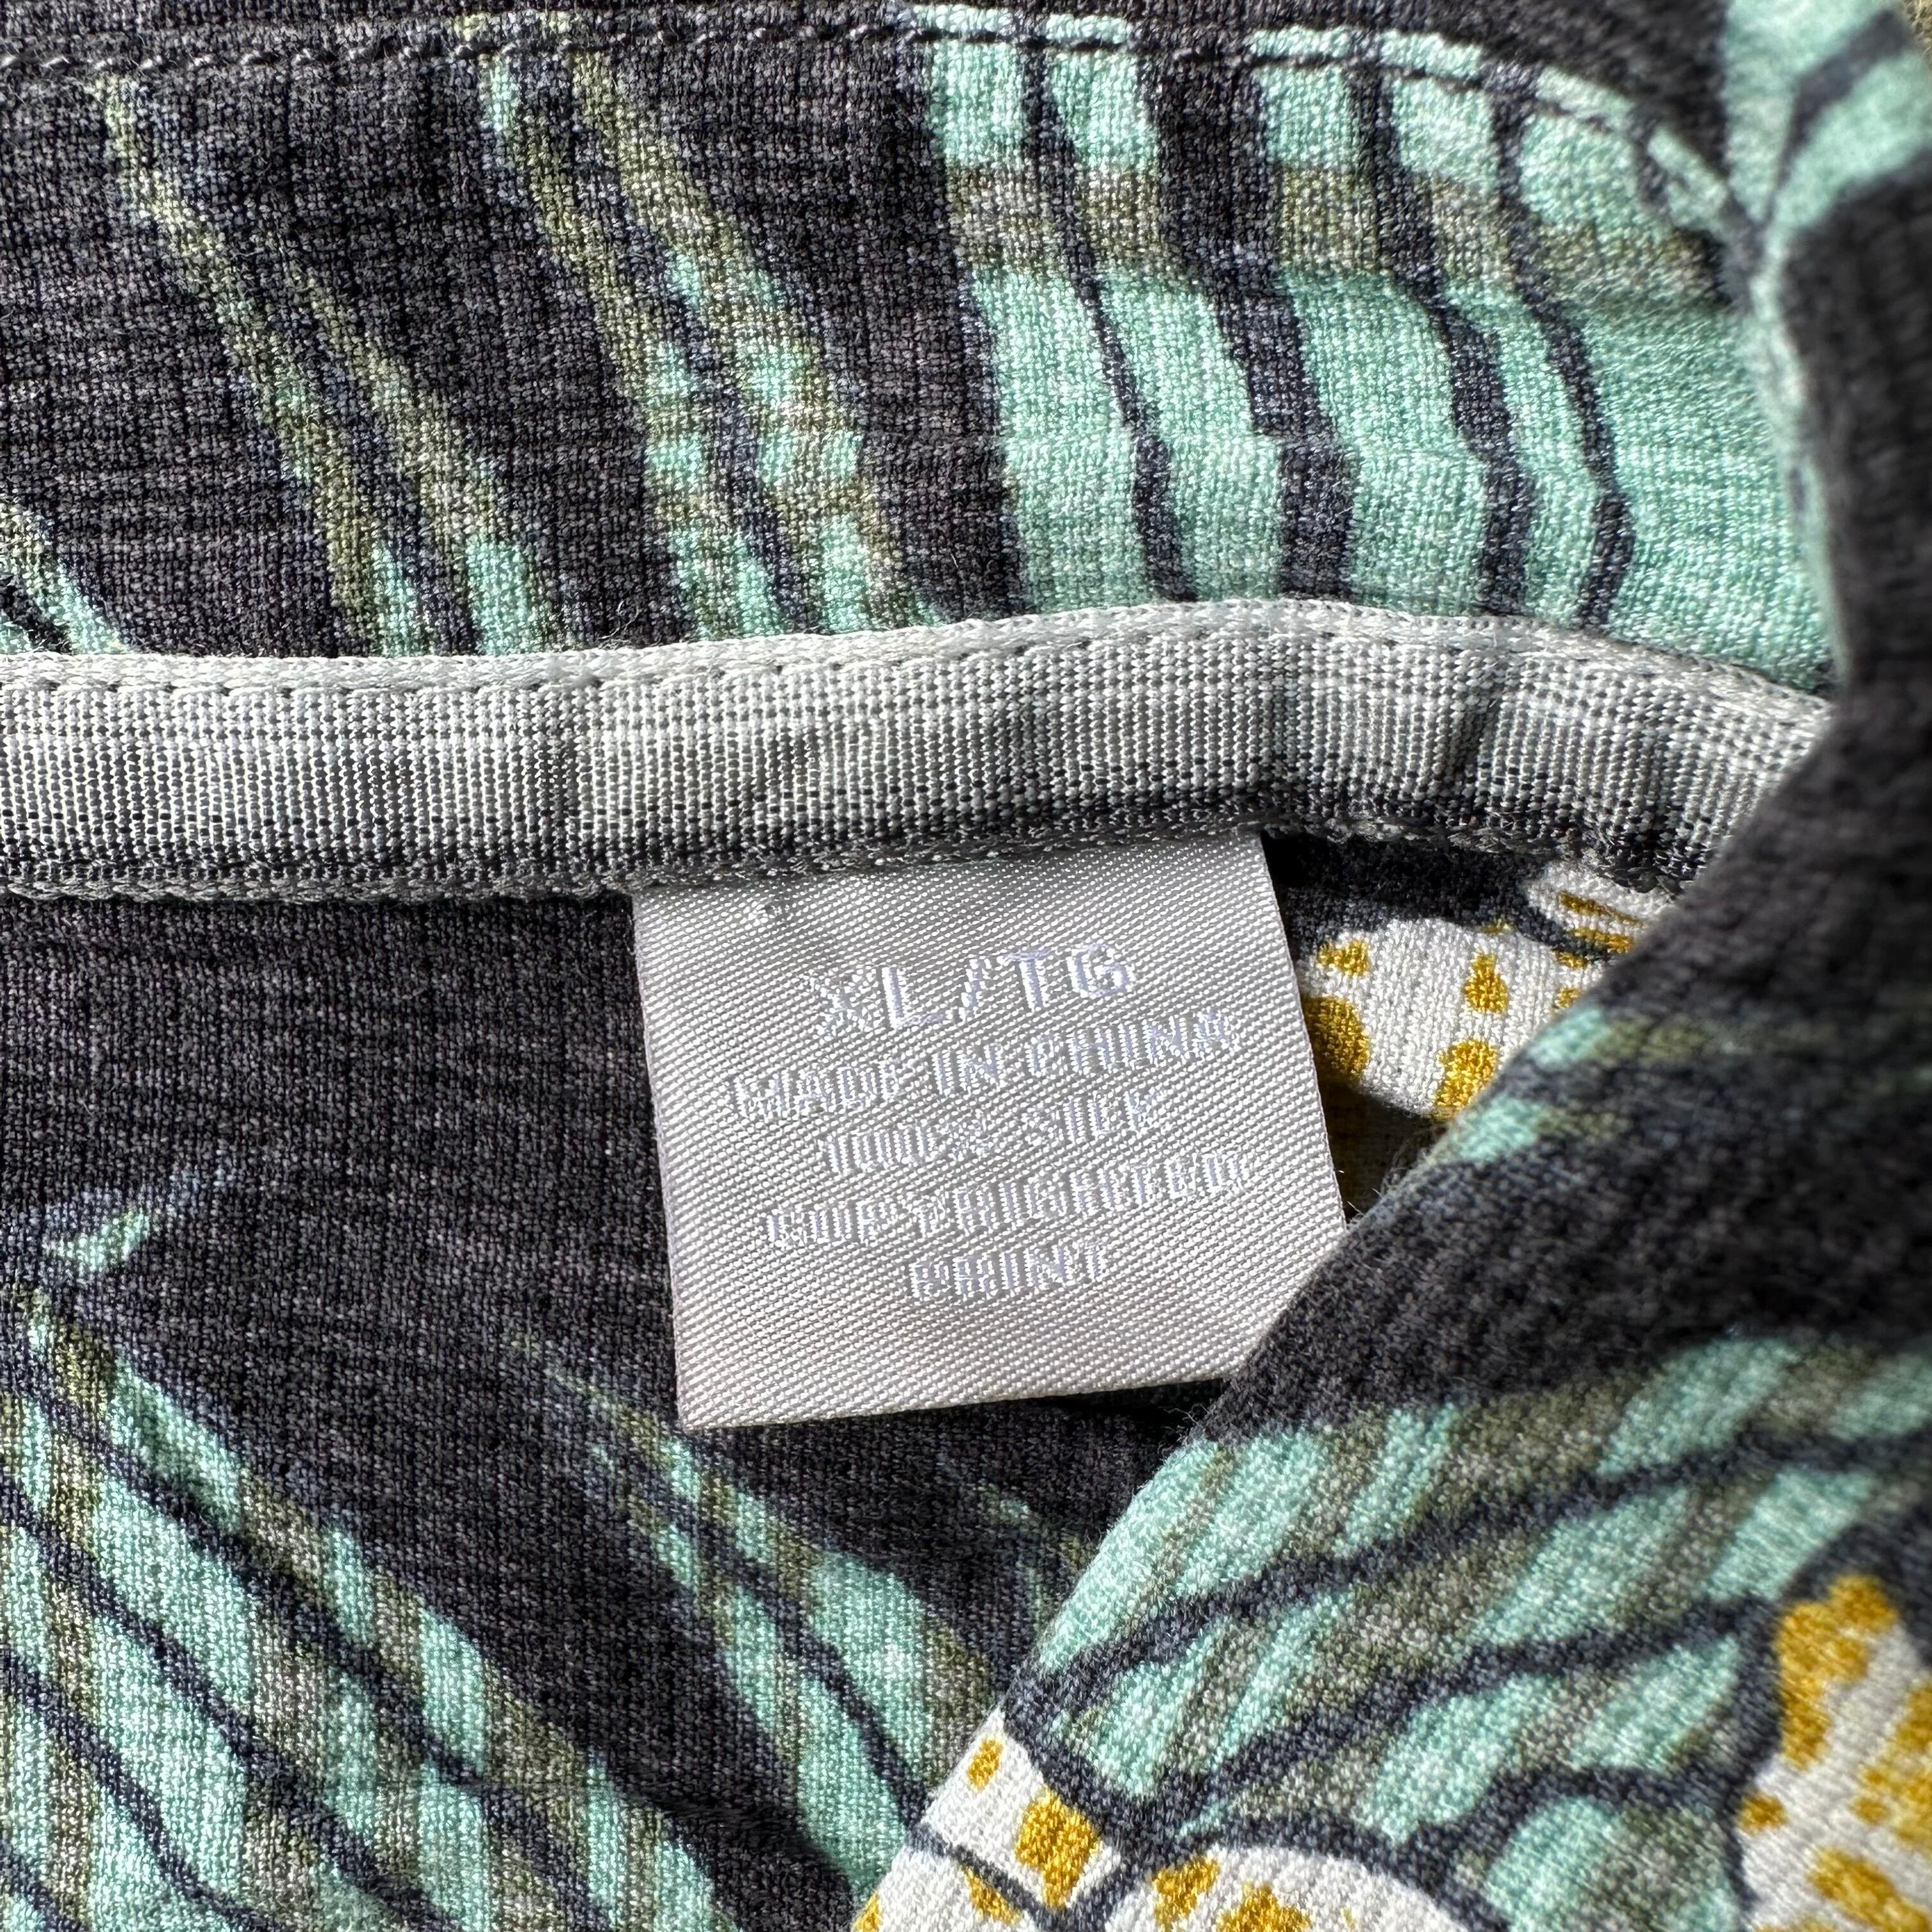 XL/TG
MADE IN CHINA
100% SILK
COPYRIGHTED
PRINT